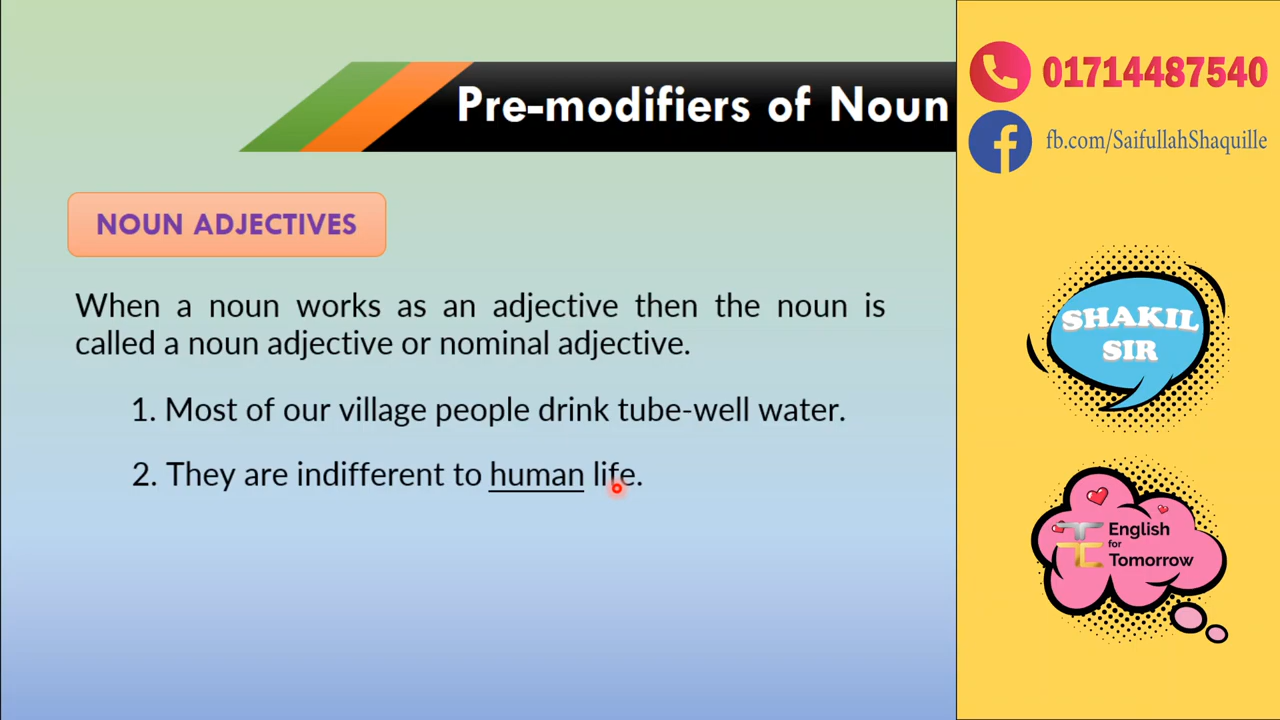 Pre-modifiers of Noun
NOUN ADJECTIVES
When a noun works as an adjective then the noun is
called a noun adjective or nominal adjective.
1. Most of our village people drink tube-well water.
2. They are indifferent to human life.
01714487540
fb.com/SaifullahShaquille
SHAKIL
SIR
English
for
Tomorrow